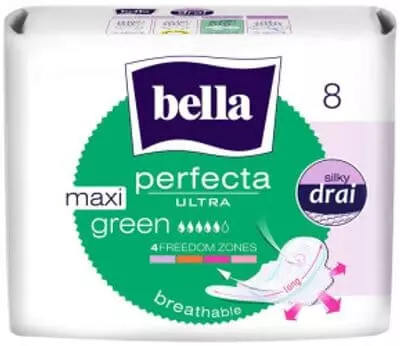 bella
8
perfecta
ULTRA
maxi
green
4 FREEDOM ZONES
breathable
silky
drai
long